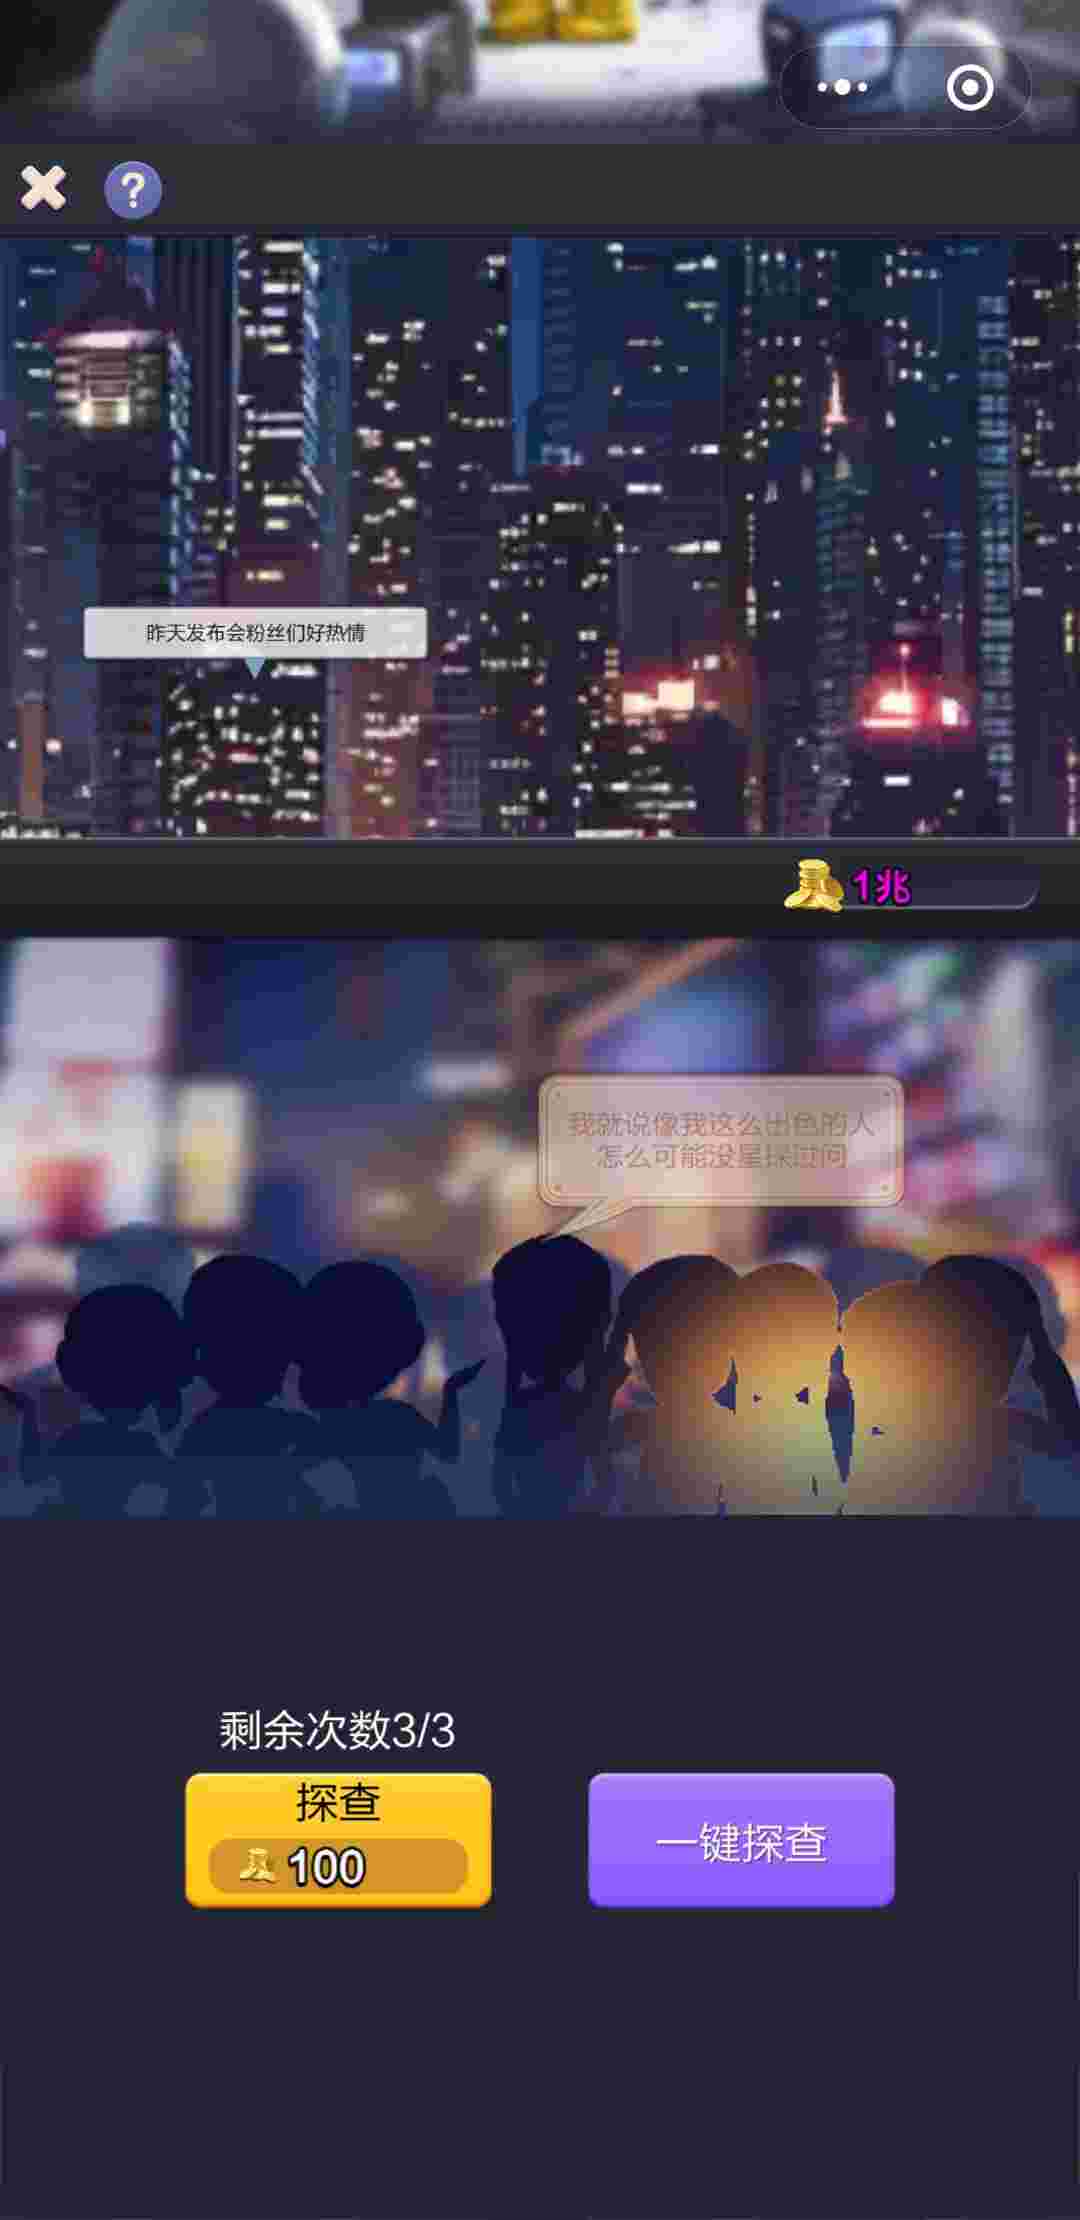 ?
昨天发布会粉丝们好热情
1兆
我就说像我这么出色的人
怎么可能没星探过问
剩余次数3/3
探查
100
一键探查